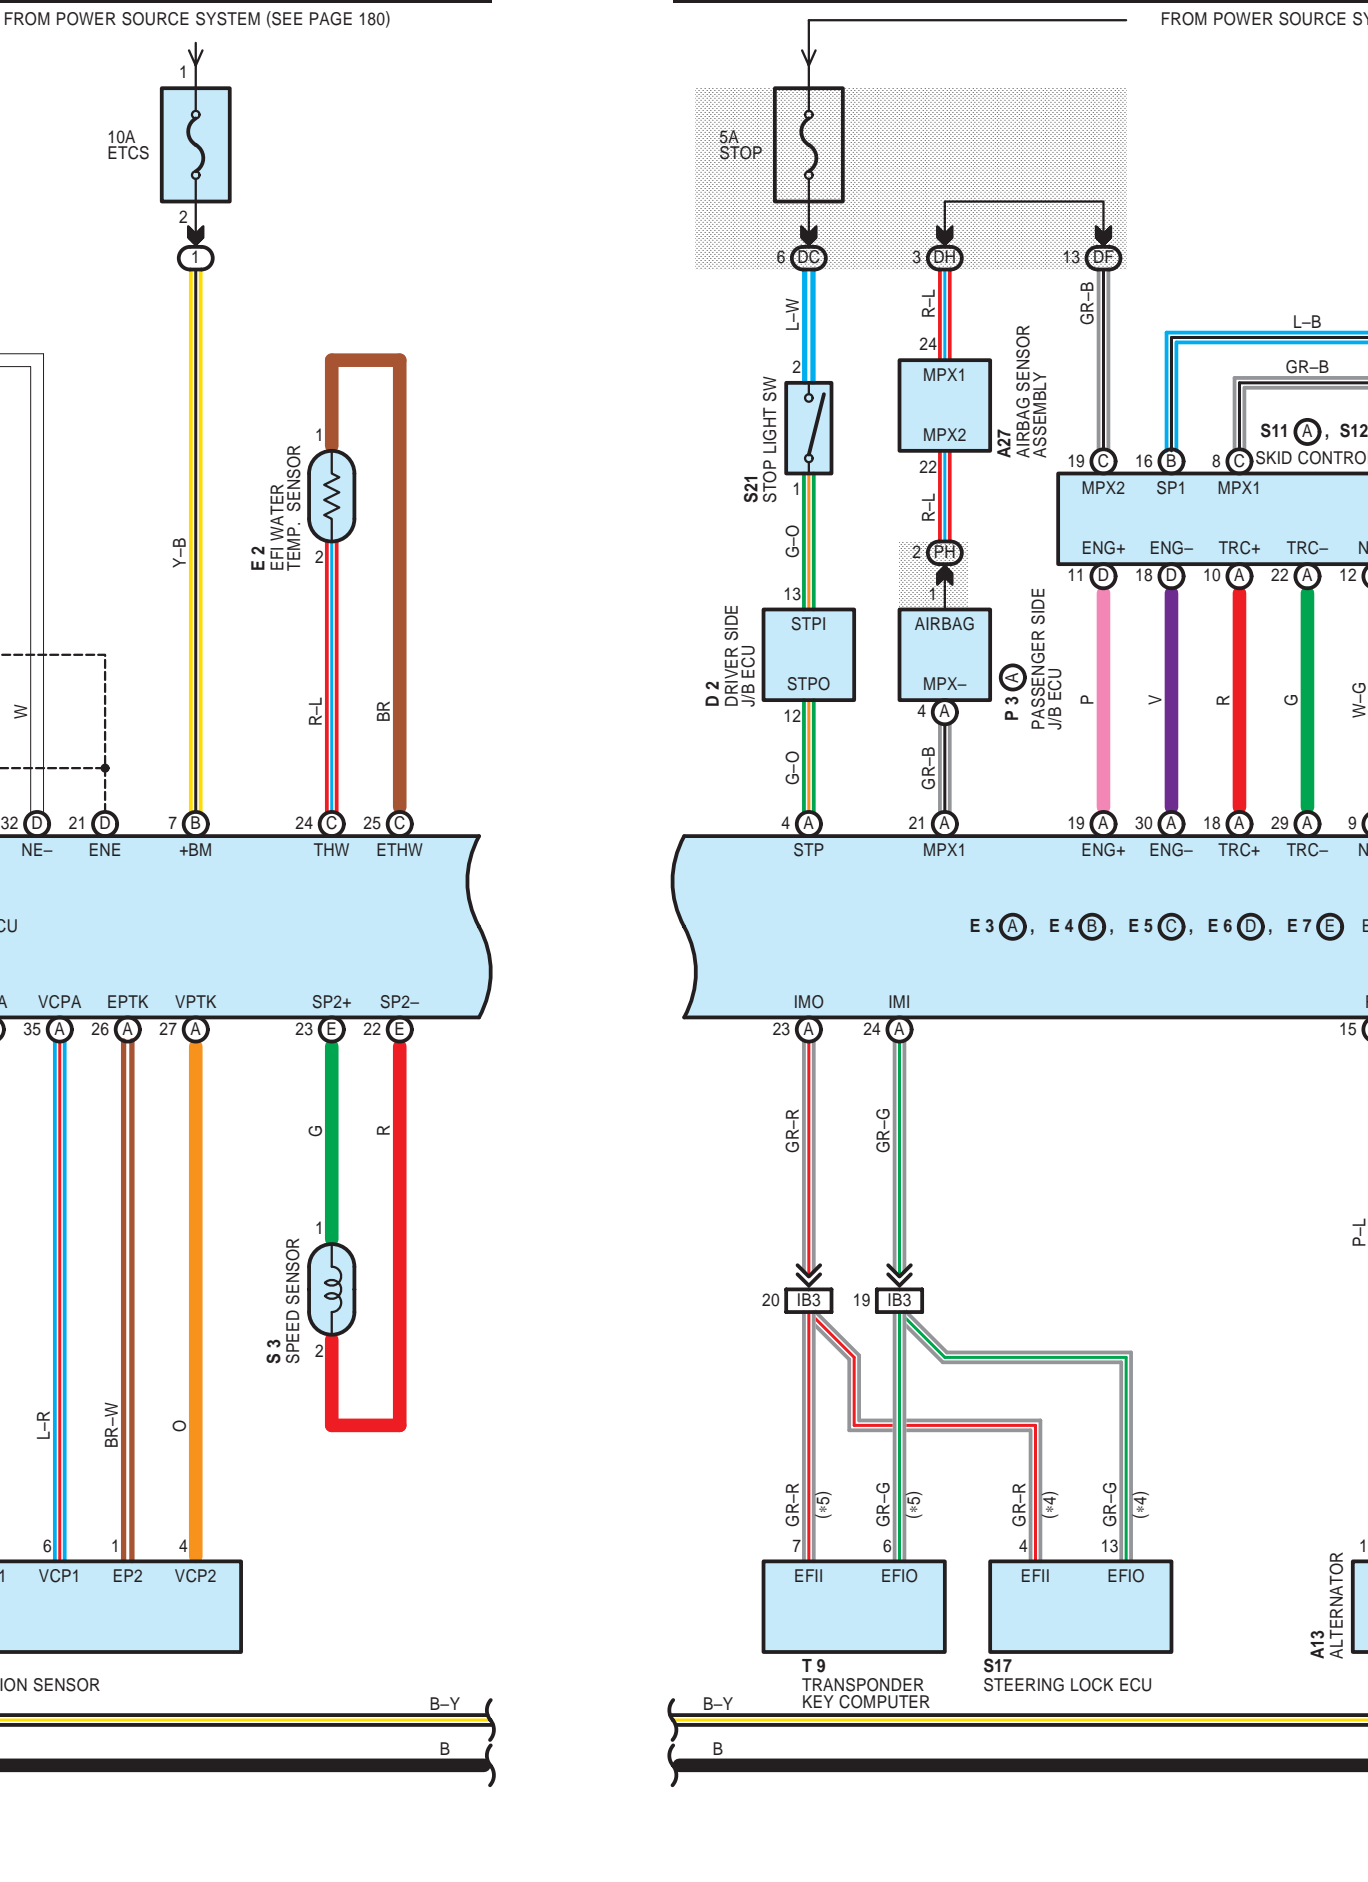 FROM POWER SOURCE SYSTEM (SEE PAGE 180)
1
10A
ETCS
2
1
Y–B
W
1
E 2
EFI WATER
TEMP. SENSOR
2
R–L
BR
32 D
21 D
7 B
24 C
25 C
NE–
ENE
+BM
THW
ETHW
CU
A
VCPA
EPTK
VPTK
SP2+
SP2–
35 A
26 A
27 A
23 E
22 E
G
R
1
S 3
SPEED SENSOR
2
L–R
BR–W
O
6
1
4
1
VCP1
EP2
VCP2
ION SENSOR
B–Y
B
FROM POWER SOURCE SY
5A
STOP
6 DC
3 DH
13 DF
L–W
R–L
GR–B
L–B
GR–B
2
24
S21
STOP LIGHT SW
MPX1
MPX2
A27
AIRBAG SENSOR
ASSEMBLY
S11 A , S12
SKID CONTRO
19 C
16 B
8 C
MPX2
SP1
MPX1
1
22
G–O
R–L
2 PH
1
ENG+
ENG–
TRC+
TRC–
N
11 D
18 D
10 A
22 A
12
13
STPI
STPO
D 2
DRIVER SIDE
J/B ECU
AIRBAG
MPX–
P 3 A
PASSENGER SIDE
J/B ECU
12
4 A
G–O
GR–B
P
V
R
G
W–G
4 A
21 A
19 A
30 A
18 A
29 A
9
STP
MPX1
ENG+
ENG–
TRC+
TRC–
N
E 3 A , E 4 B , E 5 C , E 6 D , E 7 E
IMO
IMI
23 A
24 A
15
GR–R
GR–G
P–L
20 IB3
19 IB3
GR–R
(*5)
GR–G
(*5)
GR–R
(*4)
GR–G
(*4)
7
6
4
13
1
EFII
EFIO
EFII
EFIO
A13
ALTERNATOR
T 9
TRANSPONDER
KEY COMPUTER
S17
STEERING LOCK ECU
B–Y
B